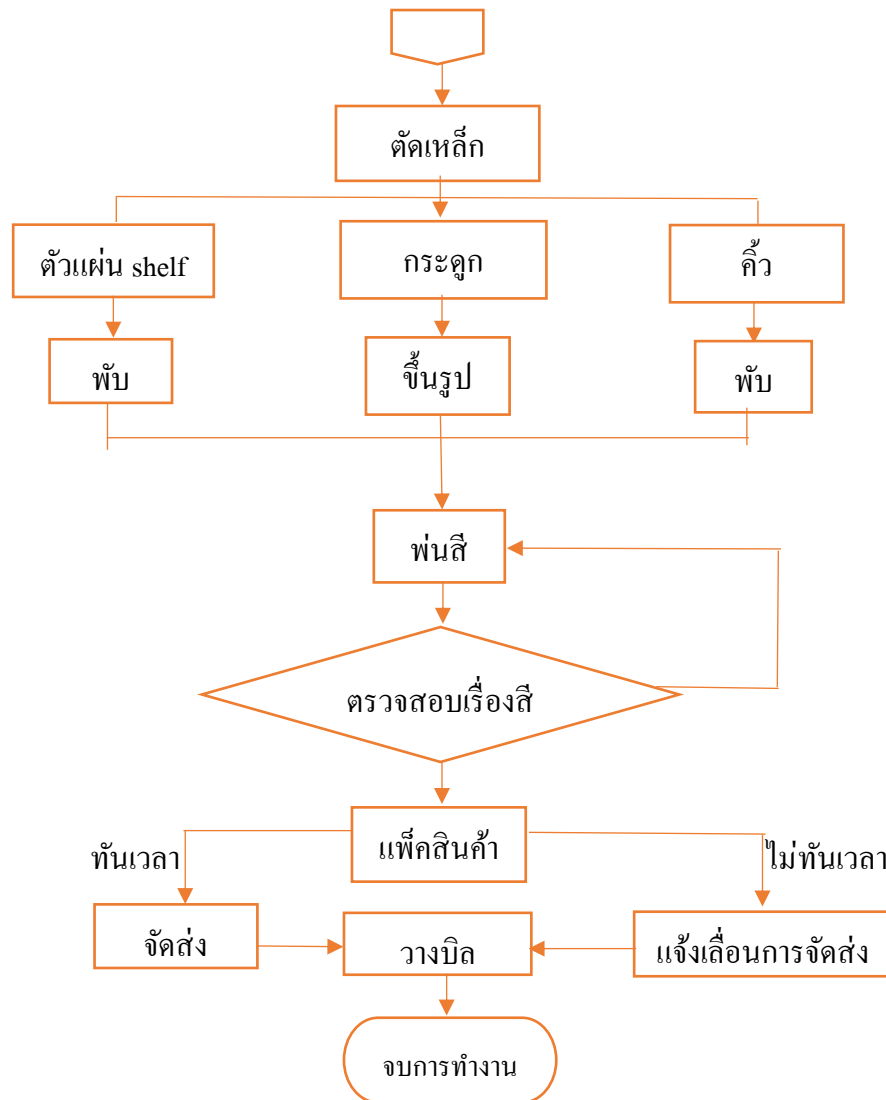 ตัดเหล็ก
ตัวแผ่น shelf
กระดูก
คิ้ว
พับ
ขึ้นรูป
พับ
พ่นสี
ตรวจสอบเรื่องสี
แพ็คสินค้า
ทันเวลา
ไม่ทันเวลา
จัดส่ง
วางบิล
แจ้งเลื่อนการจัดส่ง
จบการทำงาน